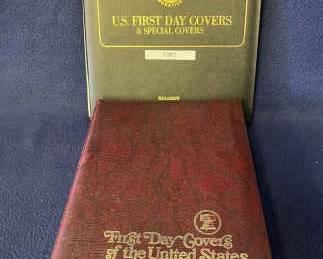 U.S. FIRST DAY COVERS
& SPECIAL COVERS
First Day Covers
of the United States